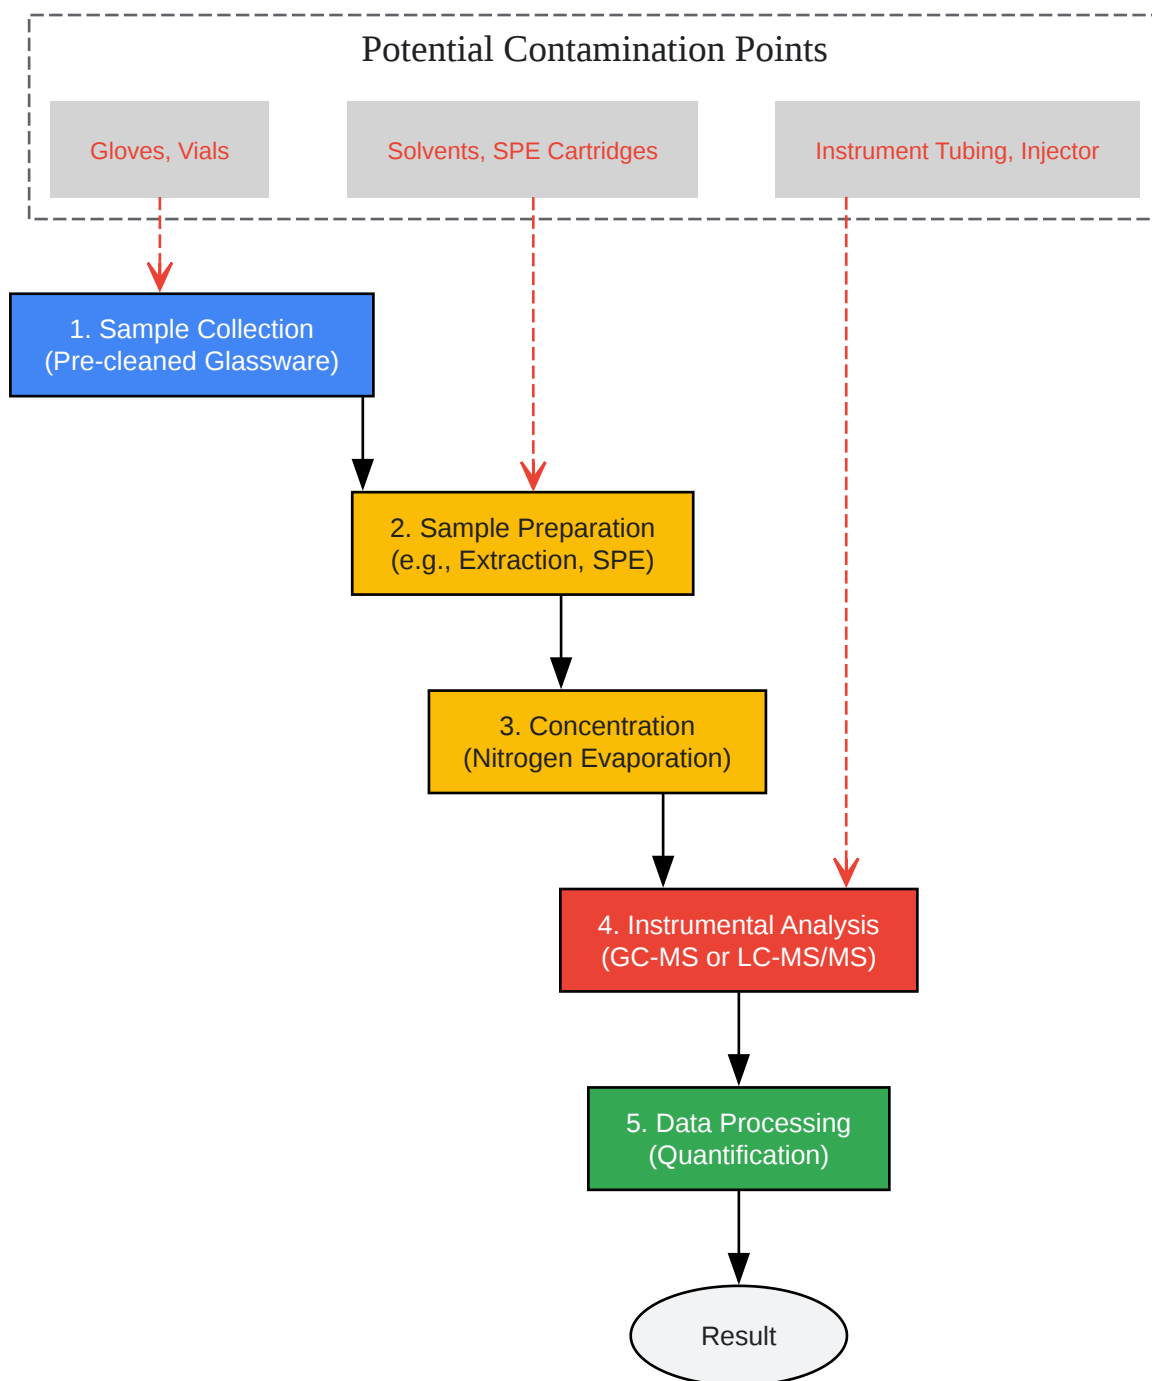 Potential Contamination Points
Gloves, Vials
Solvents, SPE Cartridges
Instrument Tubing, Injector
1. Sample Collection
(Pre-cleaned Glassware)
2. Sample Preparation
(e.g., Extraction, SPE)
3. Concentration
(Nitrogen Evaporation)
4. Instrumental Analysis
(GC-MS or LC-MS/MS)
5. Data Processing
(Quantification)
Result